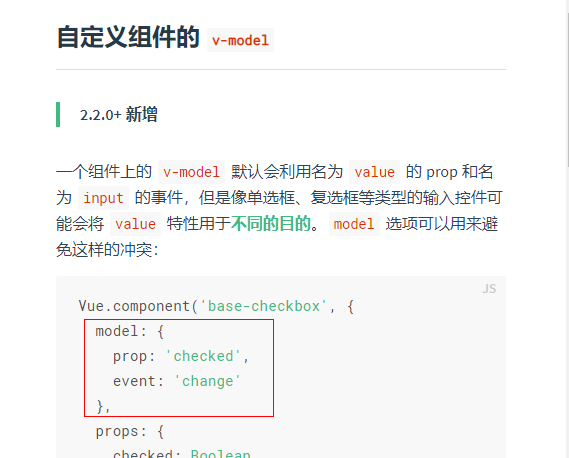 自定义组件的 v-model
2.2.0+ 新增
一个组件上的 v-model 默认会利用名为 value 的 prop 和名
为 input 的事件，但是像单选框、复选框等类型的输入控件可
能会将 value 特性用于不同的目的。model 选项可以用来避
免这样的冲突：
JS
Vue.component('base-checkbox', {
model: {
prop: 'checked',
event: 'change'
},
props: {
checked: Boolean